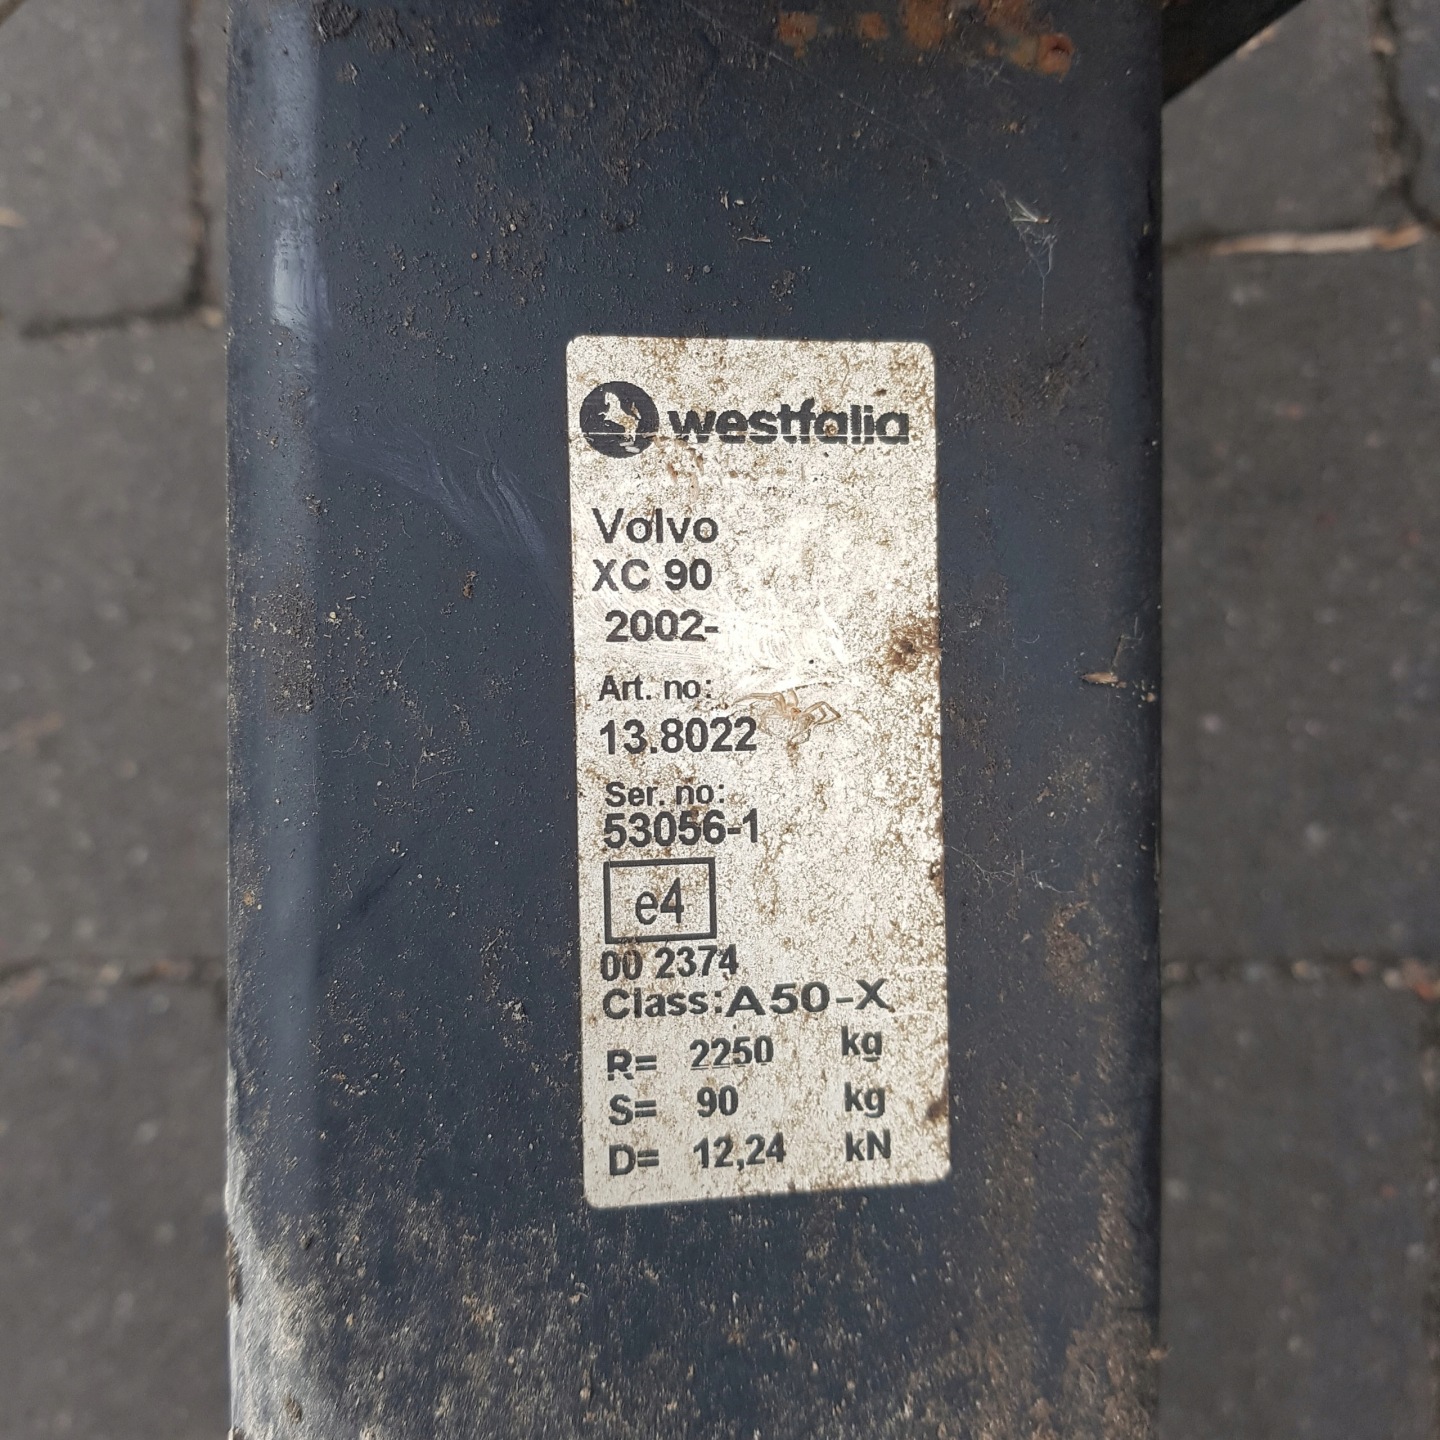 westfalia
Volvo
XC 90
2002-
Art. no:
13.8022
Ser. no:
53056-1
e4
00 2374
Class: A50-X
R= 2250 kg
S= 90 kg
D= 12,24 kN